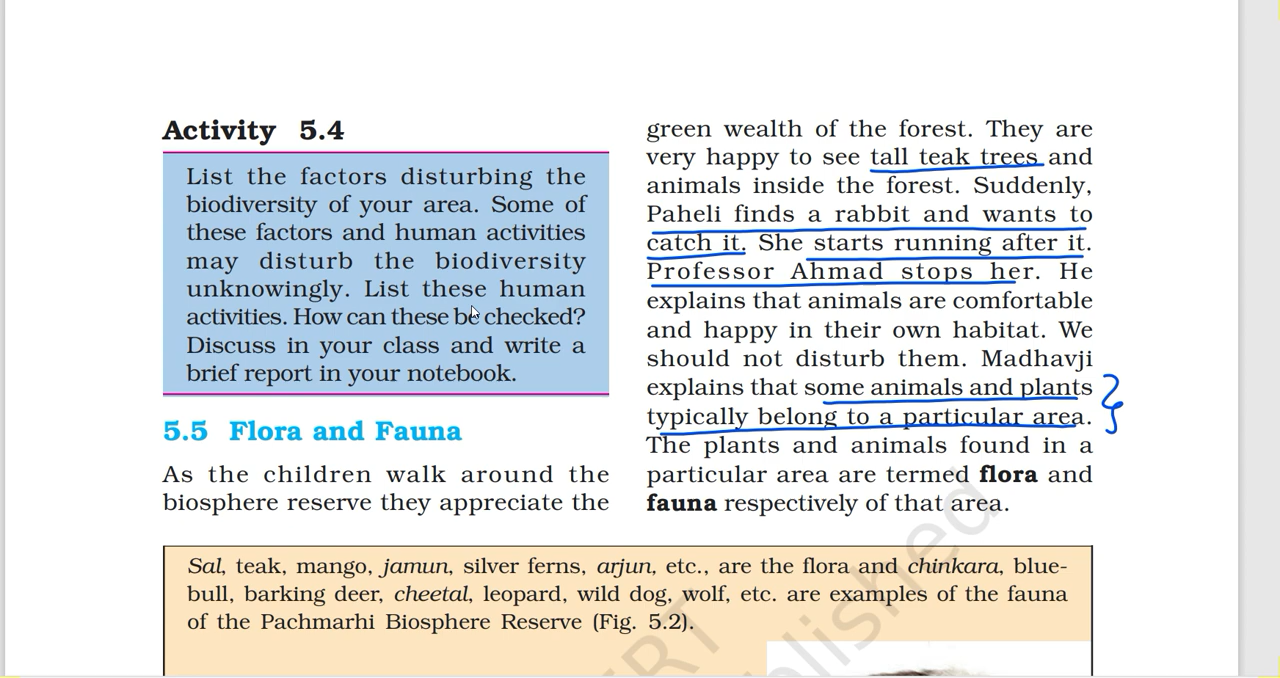 Activity 5.4
List the factors disturbing the
biodiversity of your area. Some of
these factors and human activities
may disturb the biodiversity
unknowingly. List these human
activities. How can these be checked?
Discuss in your class and write a
brief report in your notebook.
5.5 Flora and Fauna
As the children walk around the
biosphere reserve they appreciate the
green wealth of the forest. They are
very happy to see tall teak trees and
animals inside the forest. Suddenly,
Paheli finds a rabbit and wants to
catch it. She starts running after it.
Professor Ahmad stops her. He
explains that animals are comfortable
and happy in their own habitat. We
should not disturb them. Madhavji
explains that some animals and plants
typically belong to a particular area.
The plants and animals found in a
particular area are termed flora and
fauna respectively of that area.
Sal, teak, mango, jamun, silver ferns, arjun, etc., are the flora and chinkara, blue-
bull, barking deer, cheetal, leopard, wild dog, wolf, etc. are examples of the fauna
of the Pachmarhi Biosphere Reserve (Fig. 5.2).